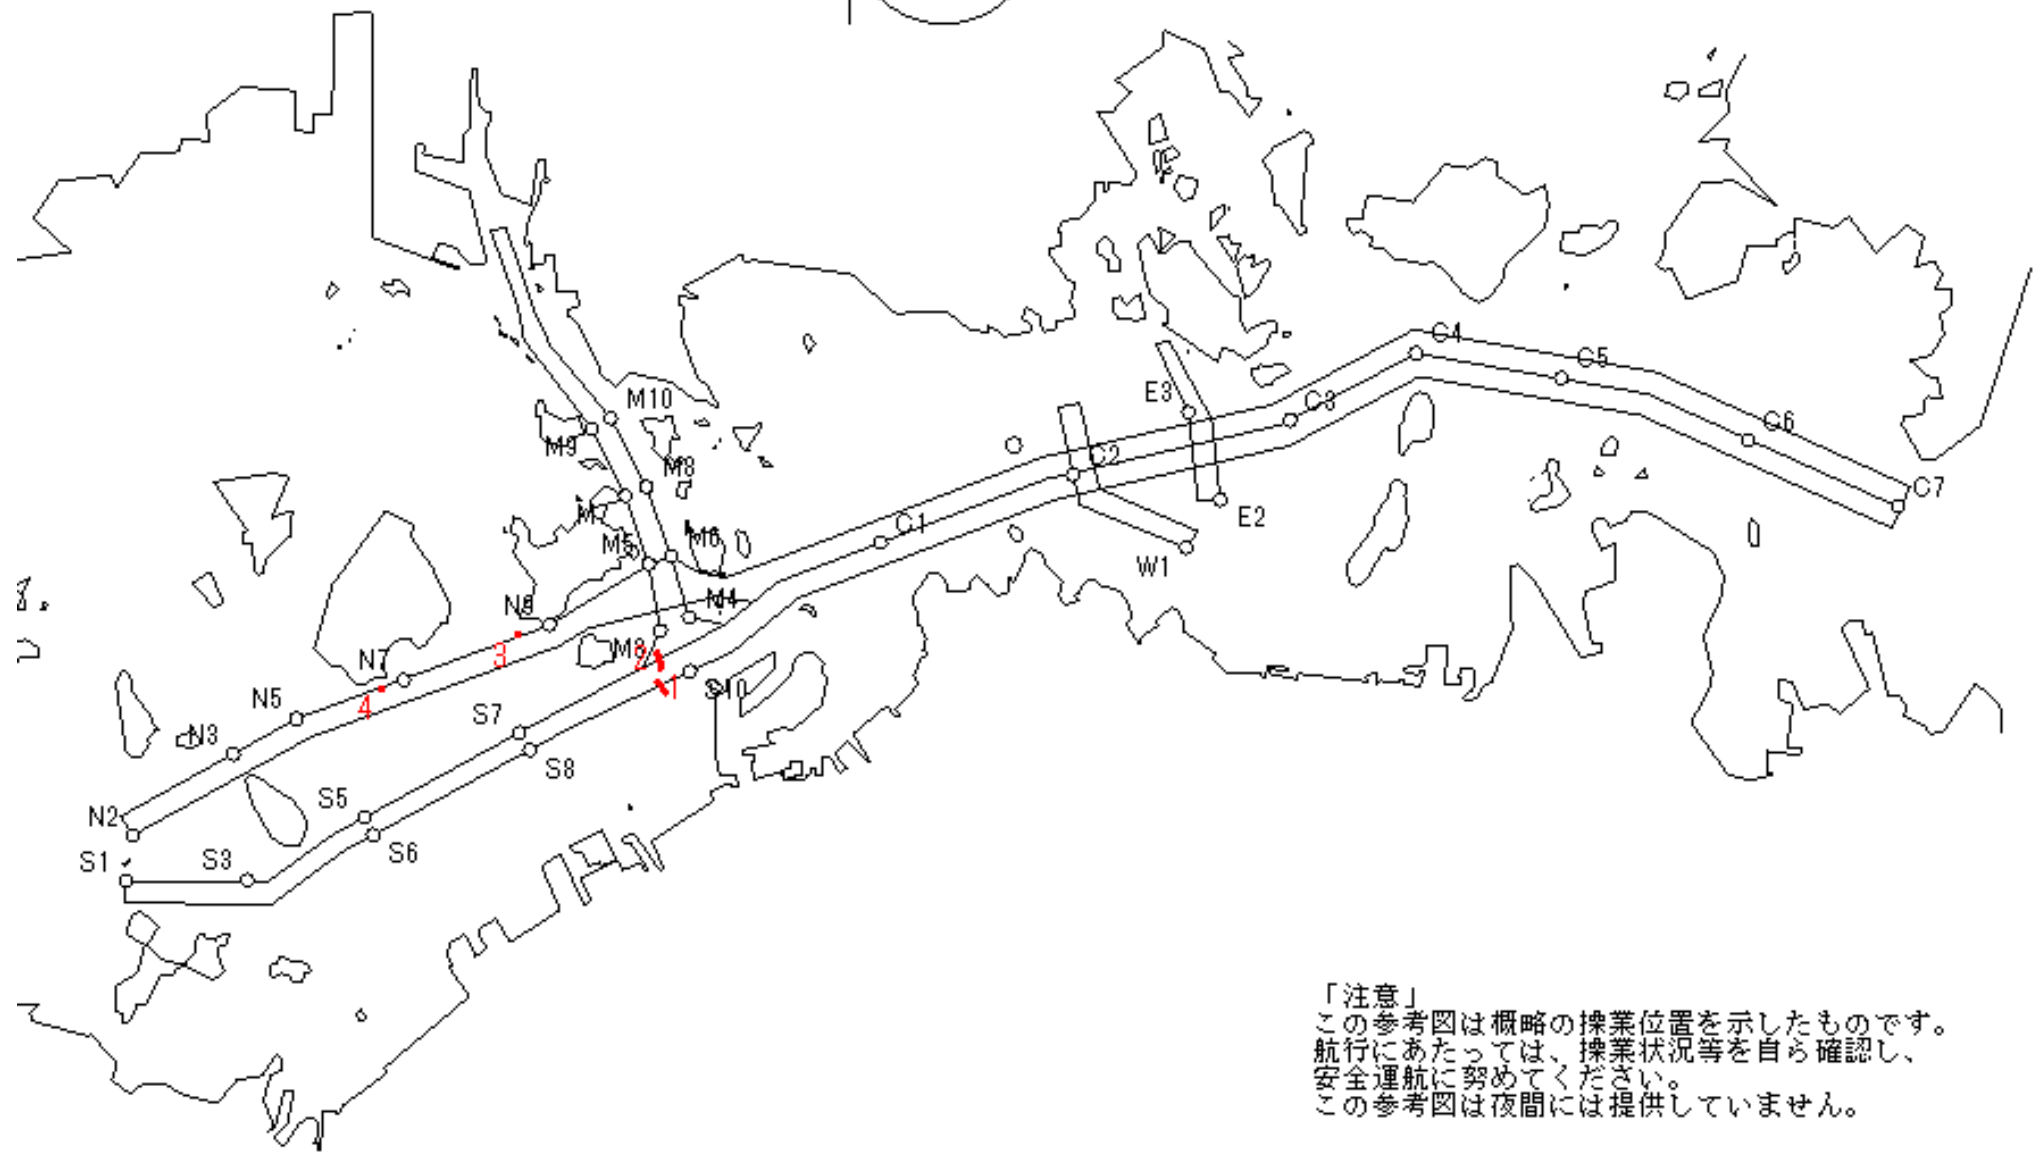 C4
C5
M10
E3
C3
C6
M9
C2
M8
C7
M7
E2
C1
M6
M5
W1
N9
M4
3
M3
2
N7
1
S10
N5
4
S7
N3
S8
S5
N2
S6
S1
S3
「注意」
この参考図は概略の操業位置を示したものです。
航行にあたっては、操業状況等を自ら確認し、
安全運航に努めてください。
この参考図は夜間には提供していません。